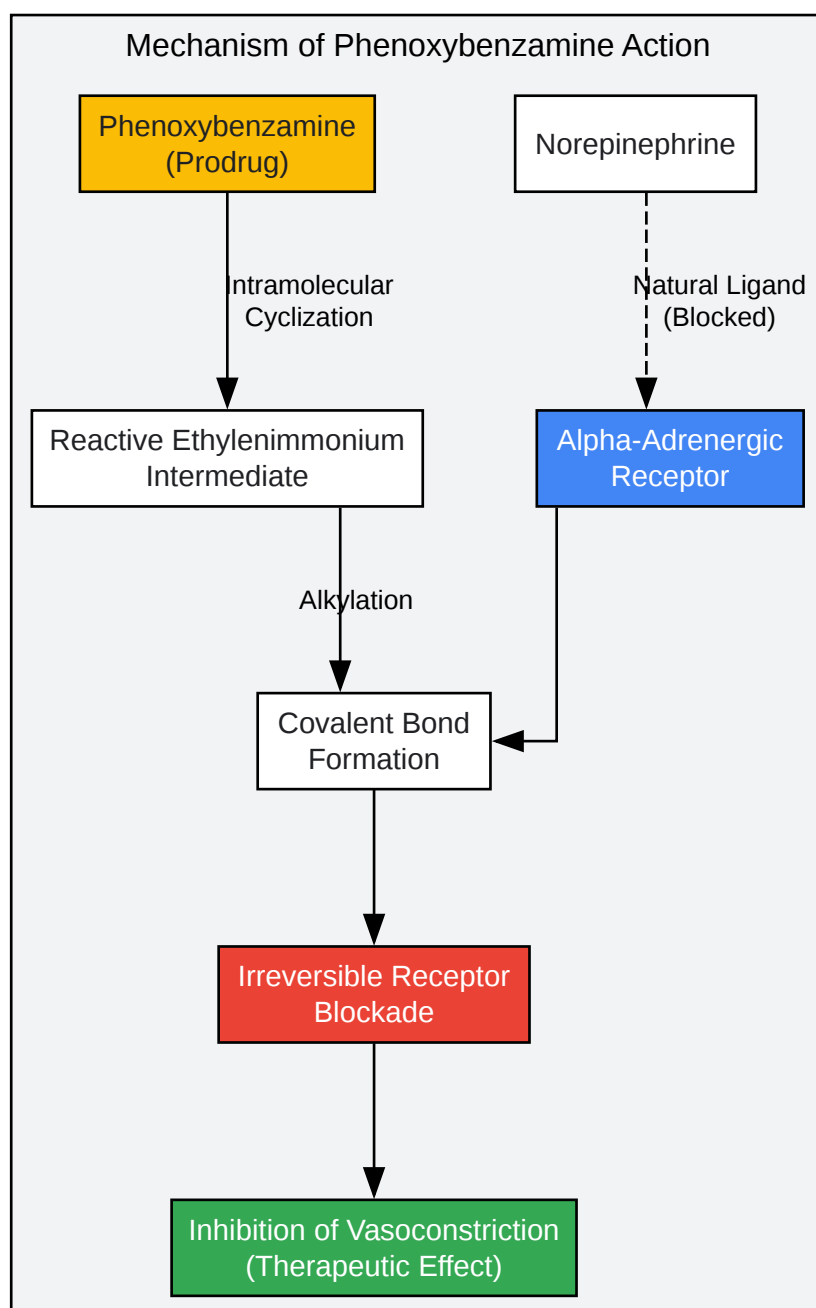 Mechanism of Phenoxybenzamine Action
Phenoxybenzamine
(Prodrug)
Norepinephrine
Intramolecular
Cyclization
Natural Ligand
(Blocked)
Reactive Ethylenimmonium
Intermediate
Alpha-Adrenergic
Receptor
Alkylation
Covalent Bond
Formation
Irreversible Receptor
Blockade
Inhibition of Vasoconstriction
(Therapeutic Effect)